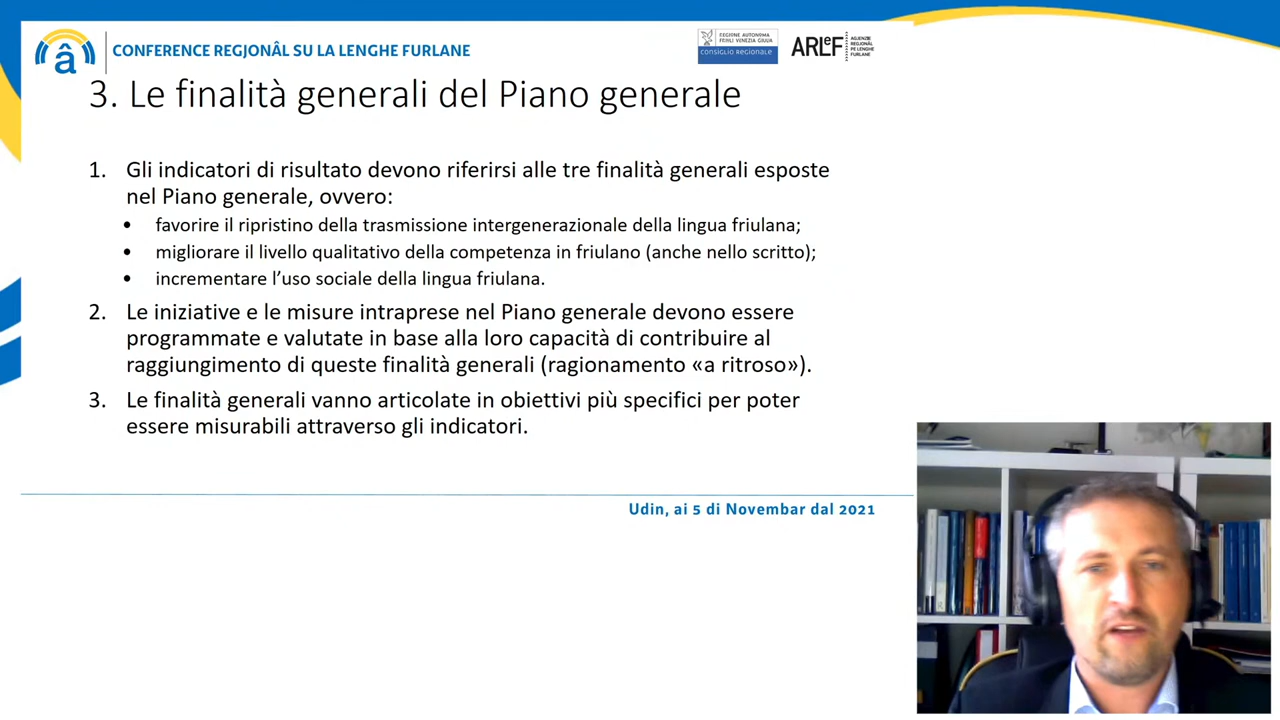 â
CONFERENCE REGJONÂL SU LA LENGHE FURLANE
REGIONE AUTONOMA
FRIULI VENEZIA GIULIA
CONSIGLIO REGIONALE
ARLeF
AGJENZIE
REGJONÂL
PE LENGHE
FURLANE
3. Le finalità generali del Piano generale
1. Gli indicatori di risultato devono riferirsi alle tre finalità generali esposte
nel Piano generale, ovvero:
• favorire il ripristino della trasmissione intergenerazionale della lingua friulana;
• migliorare il livello qualitativo della competenza in friulano (anche nello scritto);
• incrementare l’uso sociale della lingua friulana.
2. Le iniziative e le misure intraprese nel Piano generale devono essere
programmate e valutate in base alla loro capacità di contribuire al
raggiungimento di queste finalità generali (ragionamento «a ritroso»).
3. Le finalità generali vanno articolate in obiettivi più specifici per poter
essere misurabili attraverso gli indicatori.
Udin, ai 5 di Novembar dal 2021